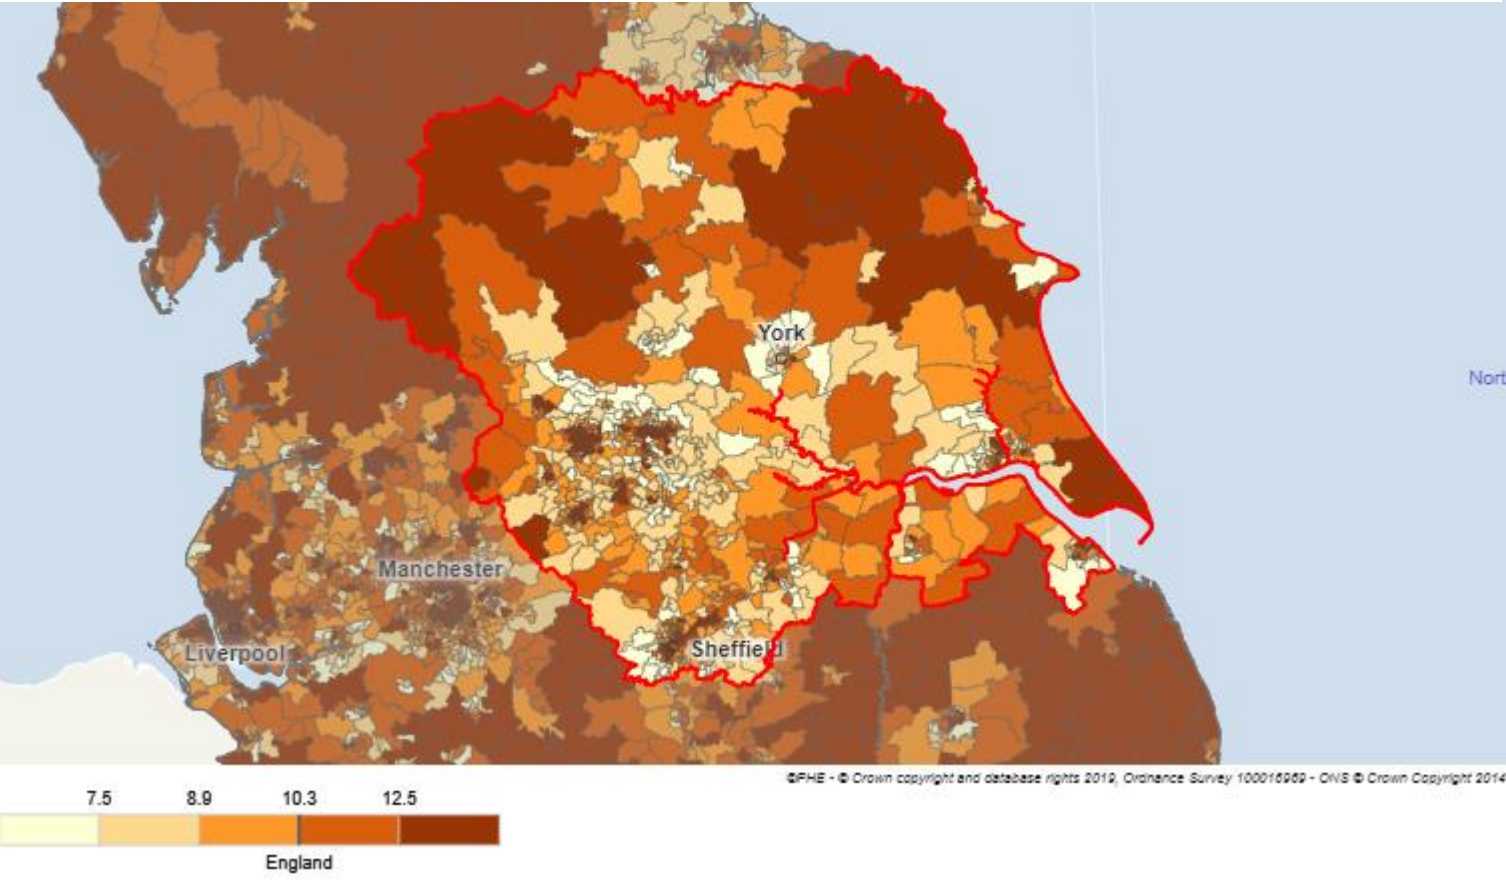 York
Nort
Manchester
Sheffield
Liverpool
©PHE - © Crown copyright and database rights 2019, Ordnance Survey 100016969 - ONS © Crown Copyright 2014
7.5 8.9 10.3 12.5
England